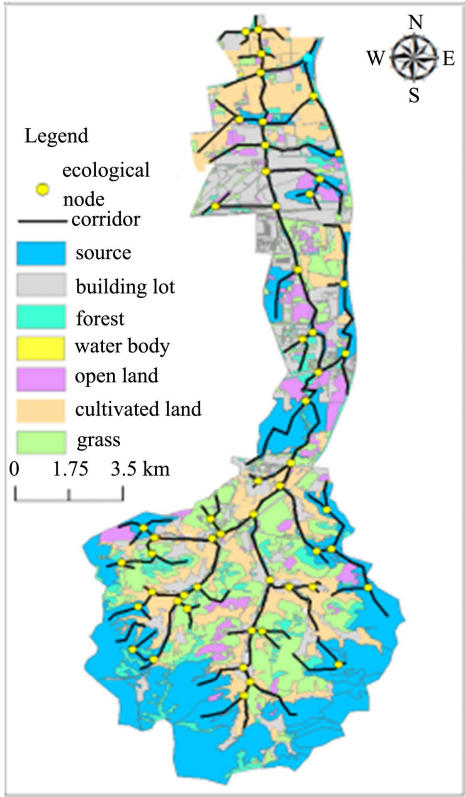 N
W E
S
Legend
ecological
node
corridor
source
building lot
forest
water body
open land
cultivated land
grass
0 1.75 3.5 km